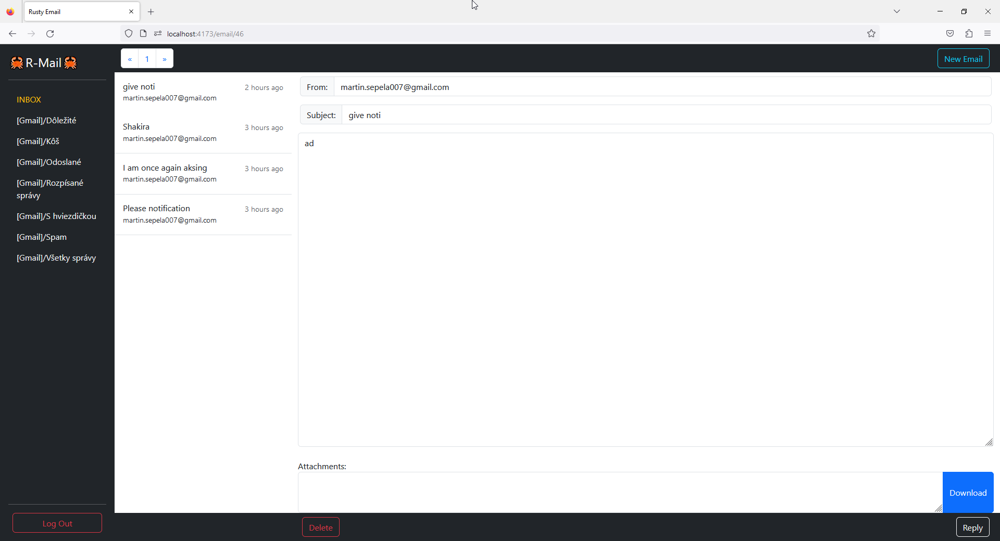 Rusty Email
localhost:4173/email/46
R-Mail
« 1 »
New Email
INBOX
[Gmail]/Dôležité
[Gmail]/Kôš
[Gmail]/Odoslané
[Gmail]/Rozpísané
správy
[Gmail]/S hviezdičkou
[Gmail]/Spam
[Gmail]/Všetky správy
Log Out
give noti 2 hours ago
martin.sepela007@gmail.com
Shakira 3 hours ago
martin.sepela007@gmail.com
I am once again aksing 3 hours ago
martin.sepela007@gmail.com
Please notification 3 hours ago
martin.sepela007@gmail.com
From: martin.sepela007@gmail.com
Subject: give noti
ad
Attachments:
Download
Delete
Reply